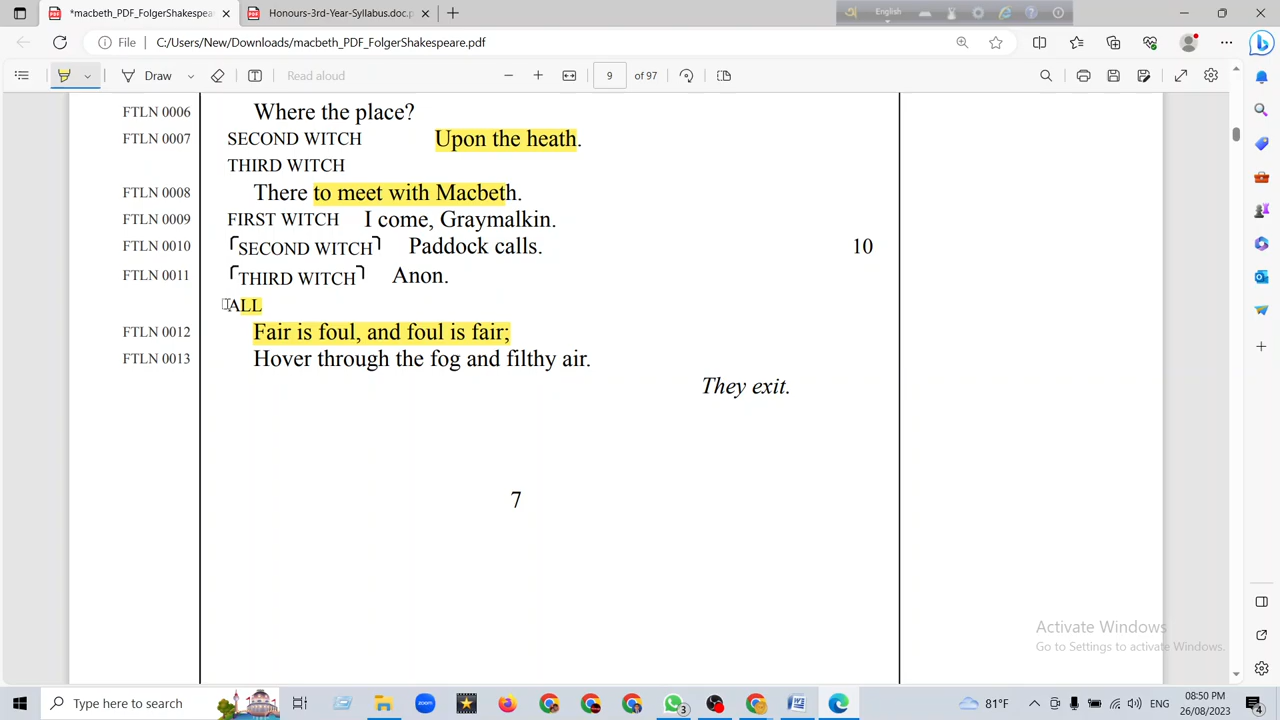 *macbeth_PDF_FolgerShakespea
Honours-3rd-Year-Syllabus.doc.p
English
File C:/Users/New/Downloads/macbeth_PDF_FolgerShakespeare.pdf
Draw
Read aloud
9 of 97
FTLN 0006 Where the place?
FTLN 0007 SECOND WITCH Upon the heath.
THIRD WITCH
FTLN 0008 There to meet with Macbeth.
FTLN 0009 FIRST WITCH I come, Graymalkin.
FTLN 0010 ⌜SECOND WITCH⌝ Paddock calls. 10
FTLN 0011 ⌜THIRD WITCH⌝ Anon.
ALL
FTLN 0012 Fair is foul, and foul is fair;
FTLN 0013 Hover through the fog and filthy air.
They exit.
7
Activate Windows
Go to Settings to activate Windows.
Type here to search
zoom
3
81°F
ENG
08:50 PM
26/08/2023
4